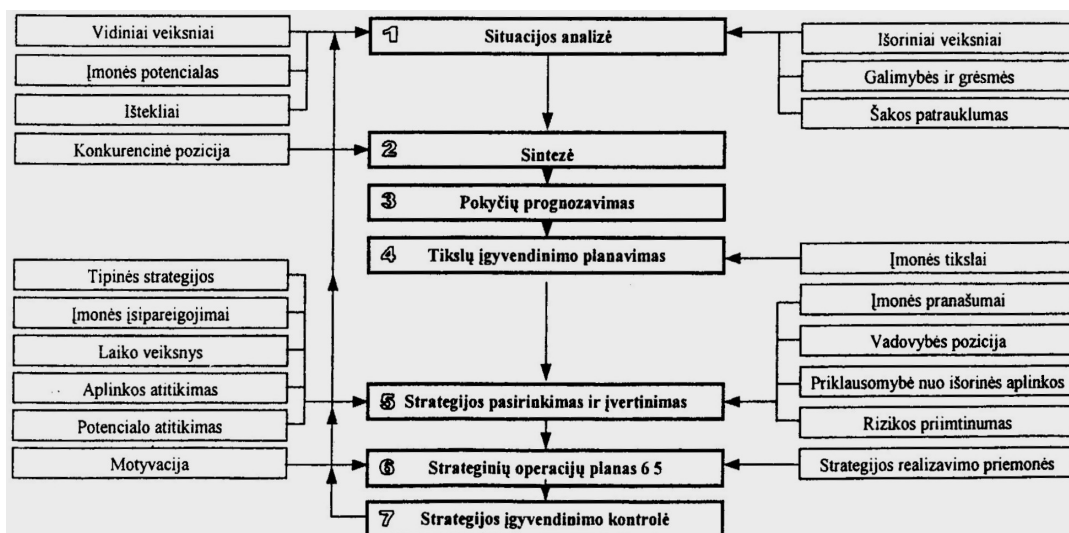 Vidiniai veiksniai
Įmonės potencialas
Ištekliai
Konkurencinė pozicija
1 Situacijos analizė
Išoriniai veiksniai
Galimybės ir grėsmės
Šakos patrauklumas
2 Sintezė
3 Pokyčių prognozavimas
4 Tikslų įgyvendinimo planavimas
Tipinės strategijos
Įmonės įsipareigojimai
Laiko veiksnys
Aplinkos atitikimas
Potencialo atitikimas
Motyvacija
Įmonės tikslai
Įmonės pranašumai
Vadovybės pozicija
Priklausomybė nuo išorinės aplinkos
Rizikos priimtinumas
Strategijos realizavimo priemonės
5 Strategijos pasirinkimas ir įvertinimas
6 Strateginių operacijų planas 6 5
7 Strategijos įgyvendinimo kontrolė